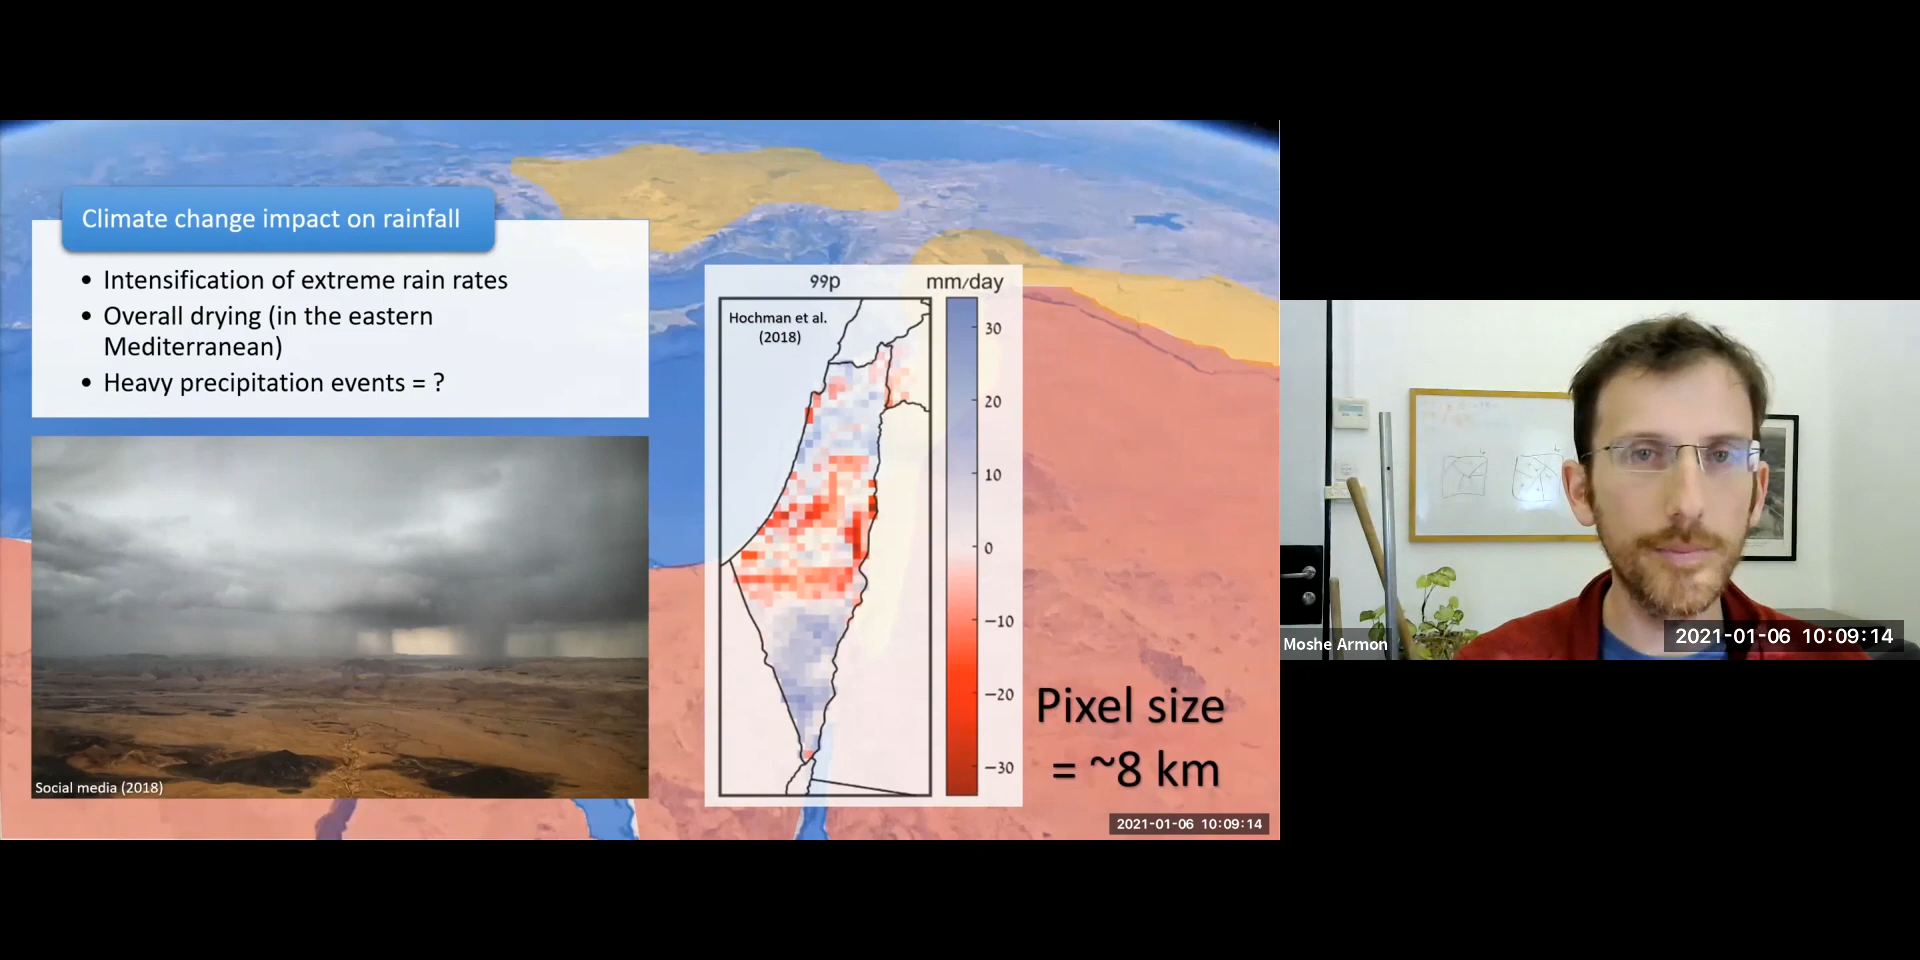 Climate change impact on rainfall
• Intensification of extreme rain rates
• Overall drying (in the eastern
Mediterranean)
• Heavy precipitation events = ?
Social media (2018)
99p
mm/day
Hochman et al.
(2018)
30
20
10
0
−10
−20
−30
Pixel size
= ~8 km
2021-01-06 10:09:14
Moshe Armon
2021-01-06 10:09:14